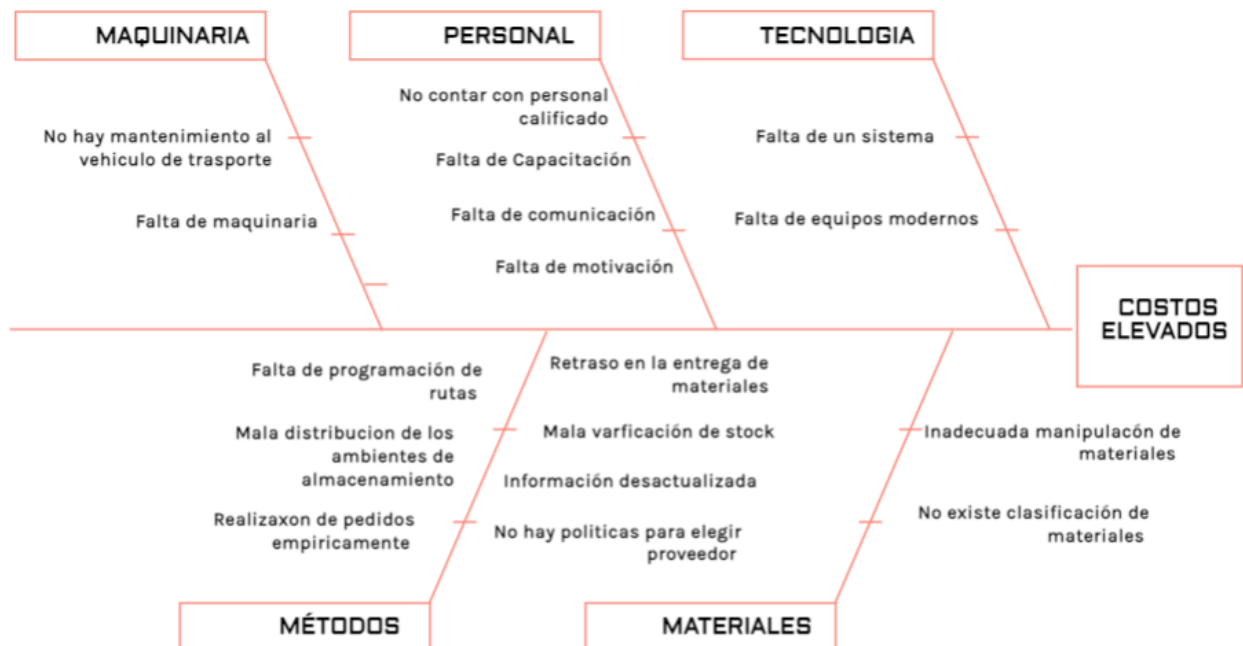 MAQUINARIA
PERSONAL
TECNOLOGIA
No hay mantenimiento al
vehiculo de trasporte
Falta de maquinaria
No contar con personal
calificado
Falta de Capacitación
Falta de comunicación
Falta de motivación
Falta de un sistema
Falta de equipos modernos
COSTOS
ELEVADOS
Falta de programación de
rutas
Mala distribucion de los
ambientes de
almacenamiento
Realizaxon de pedidos
empiricamente
Retraso en la entrega de
materiales
Mala varficación de stock
Información desactualizada
No hay politicas para elegir
proveedor
Inadecuada manipulacón de
materiales
No existe clasificación de
materiales
MÉTODOS
MATERIALES